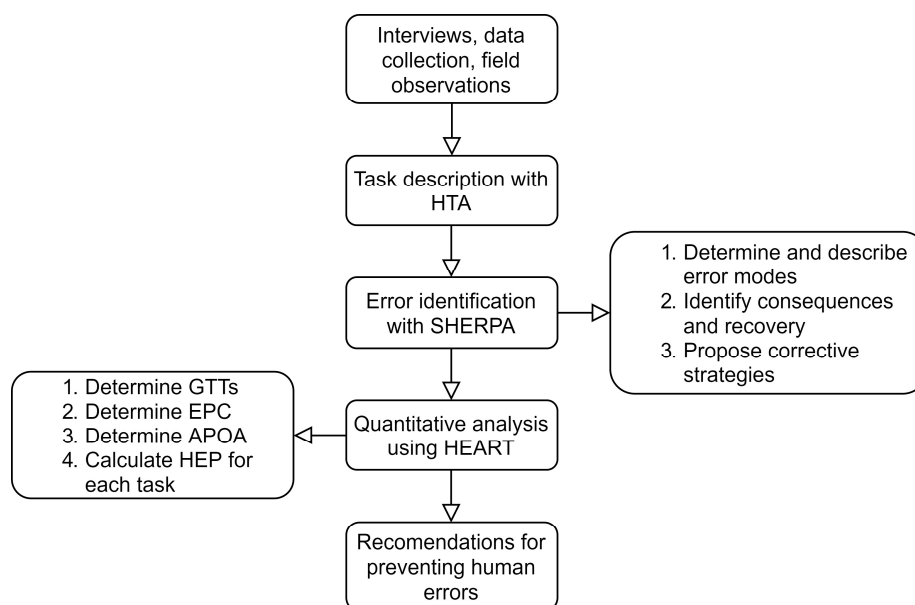 Interviews, data
collection, field
observations
Task description with
HTA
Error identification
with SHERPA
1. Determine and describe
error modes
2. Identify consequences
and recovery
3. Propose corrective
strategies
Quantitative analysis
using HEART
1. Determine GTTs
2. Determine EPC
3. Determine APOA
4. Calculate HEP for
each task
Recomendations for
preventing human
errors